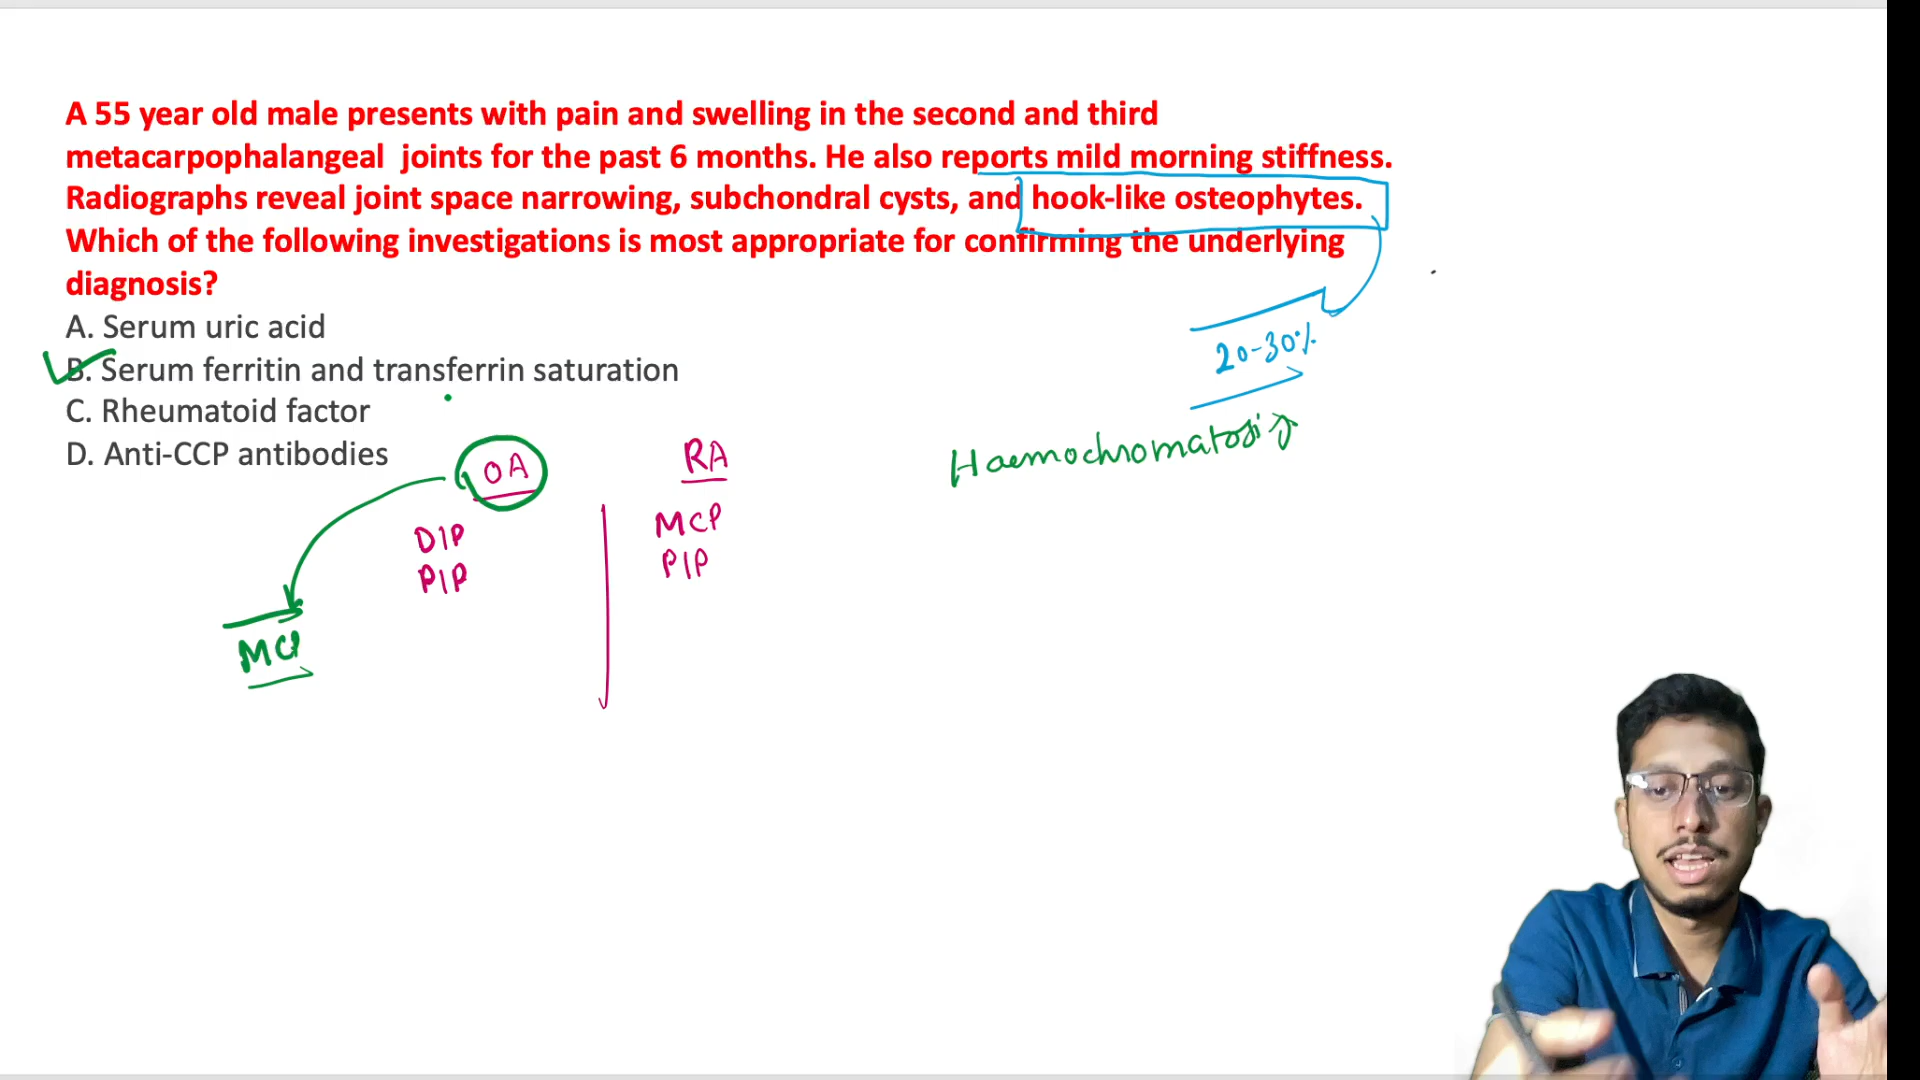 A 55 year old male presents with pain and swelling in the second and third
metacarpophalangeal joints for the past 6 months. He also reports mild morning stiffness.
Radiographs reveal joint space narrowing, subchondral cysts, and hook-like osteophytes.
Which of the following investigations is most appropriate for confirming the underlying
diagnosis?
A. Serum uric acid
B. Serum ferritin and transferrin saturation
C. Rheumatoid factor
D. Anti-CCP antibodies
20-30%
Haemochromatosis
OA
DIP
PIP
RA
MCP
PIP
MCP